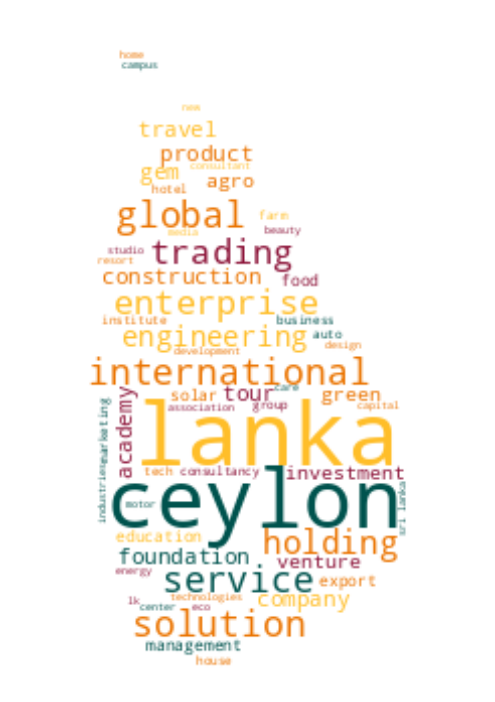 home
campus
new
travel
product
consultant
gem
agro
hotel
global
farm
media
beauty
studio
trading
resort
construction
food
enterprise
institute
business
engineering
auto
design
development
international
care
solar
tour
green
academy
marketing
association
group
capital
lanka
tech
consultancy
investment
industries
ceylon
motor
sri lanka
education
holding
foundation
venture
energy
service
export
technologies
company
lk
center
eco
solution
management
house